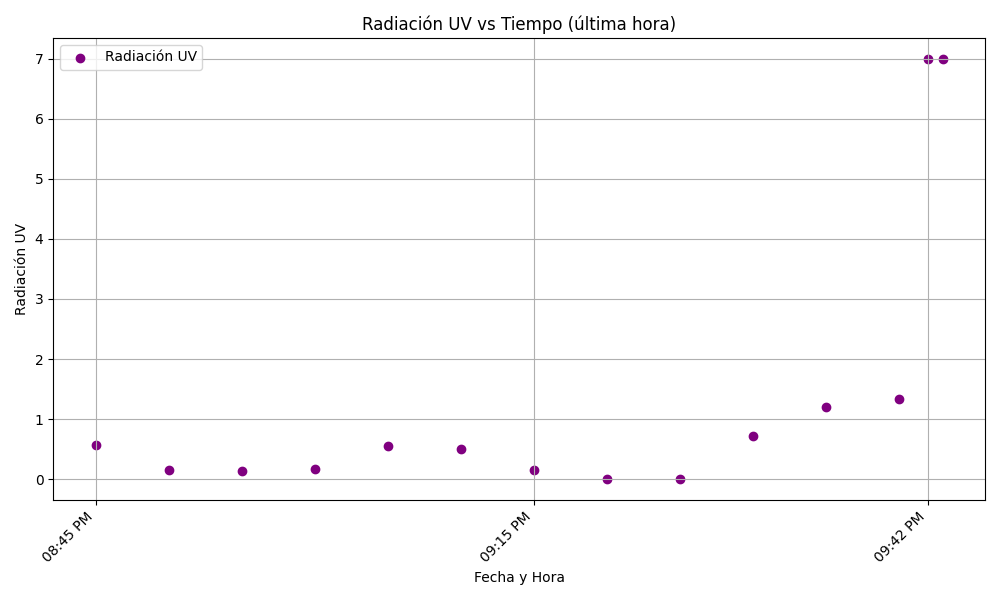 Radiación UV vs Tiempo (última hora)
Radiación UV
7
6
5
4
3
2
1
0
Radiación UV
08:45 PM
09:15 PM
09:42 PM
Fecha y Hora